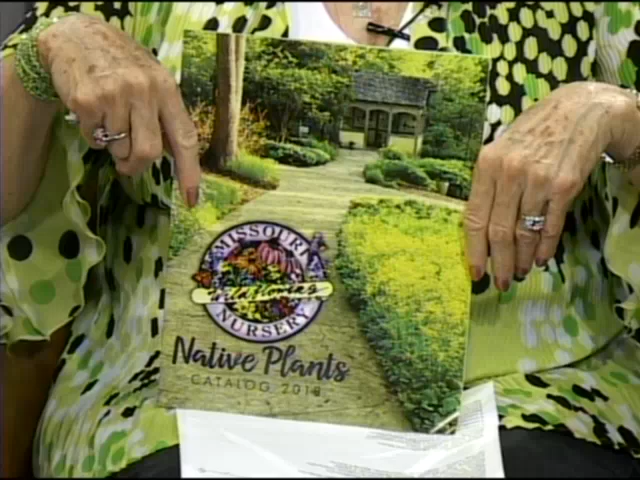 MISSOURI
Wildflowers
NURSERY
Native Plants
CATALOG 2018